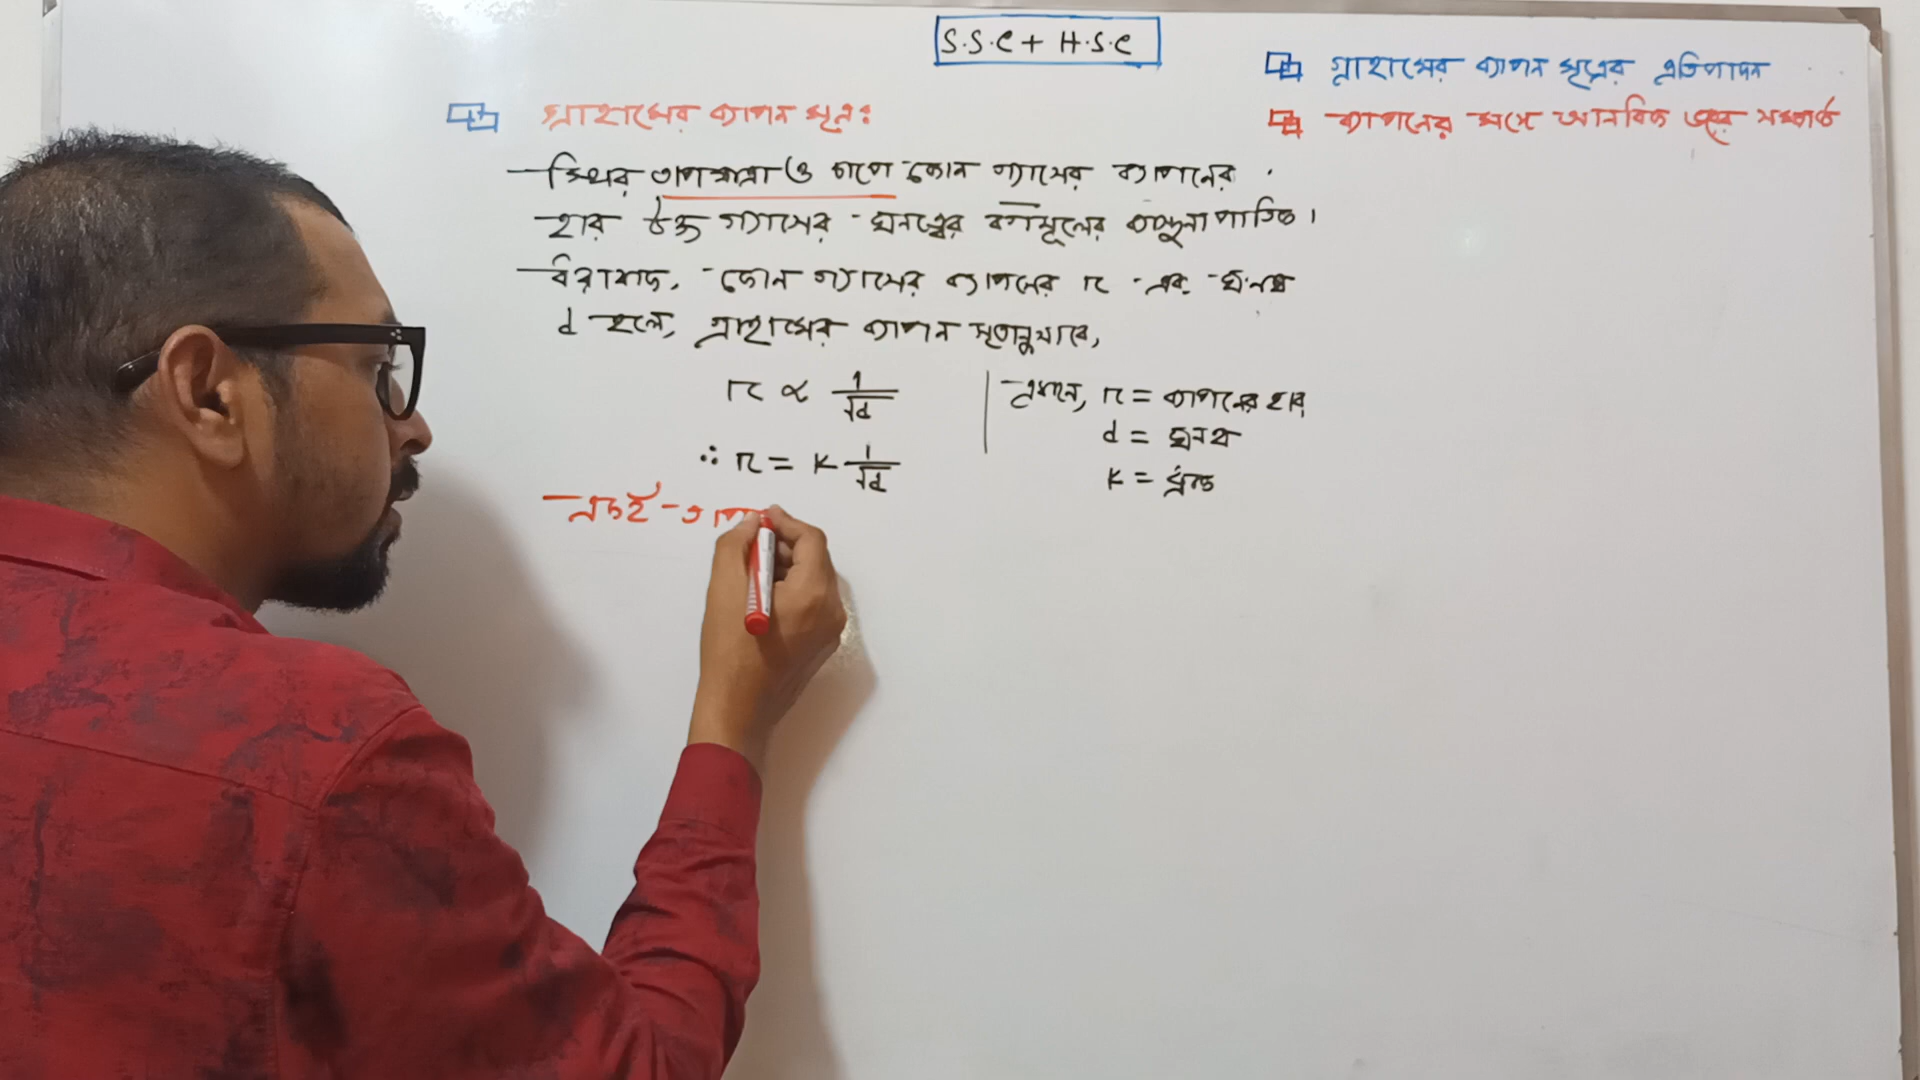 S.S.C + H.S.C
গ্রাহামের ব্যাপন সূত্রের প্রতিপাদন
ব্যাপনের সঙ্গে আনবিক ভরের সম্পর্ক
গ্রাহামের ব্যাপন সূত্রঃ
স্থির তাপমাত্রা ও চাপে কোন গ্যাসের ব্যাপনের
হার উক্ত গ্যাসের ঘনত্বের বর্গমূলের ব্যস্তানুপাতিক।
কোন গ্যাসের ব্যাপনের r এবং ঘনত্ব
d হলে, গ্রাহামের ব্যাপন সূত্রানুসারে,
r ∝ 1/√d
∴ r = k 1/√d
এখানে, r = ব্যাপনের হার
d = ঘনত্ব
k = ধ্রুবক
একই তাপ